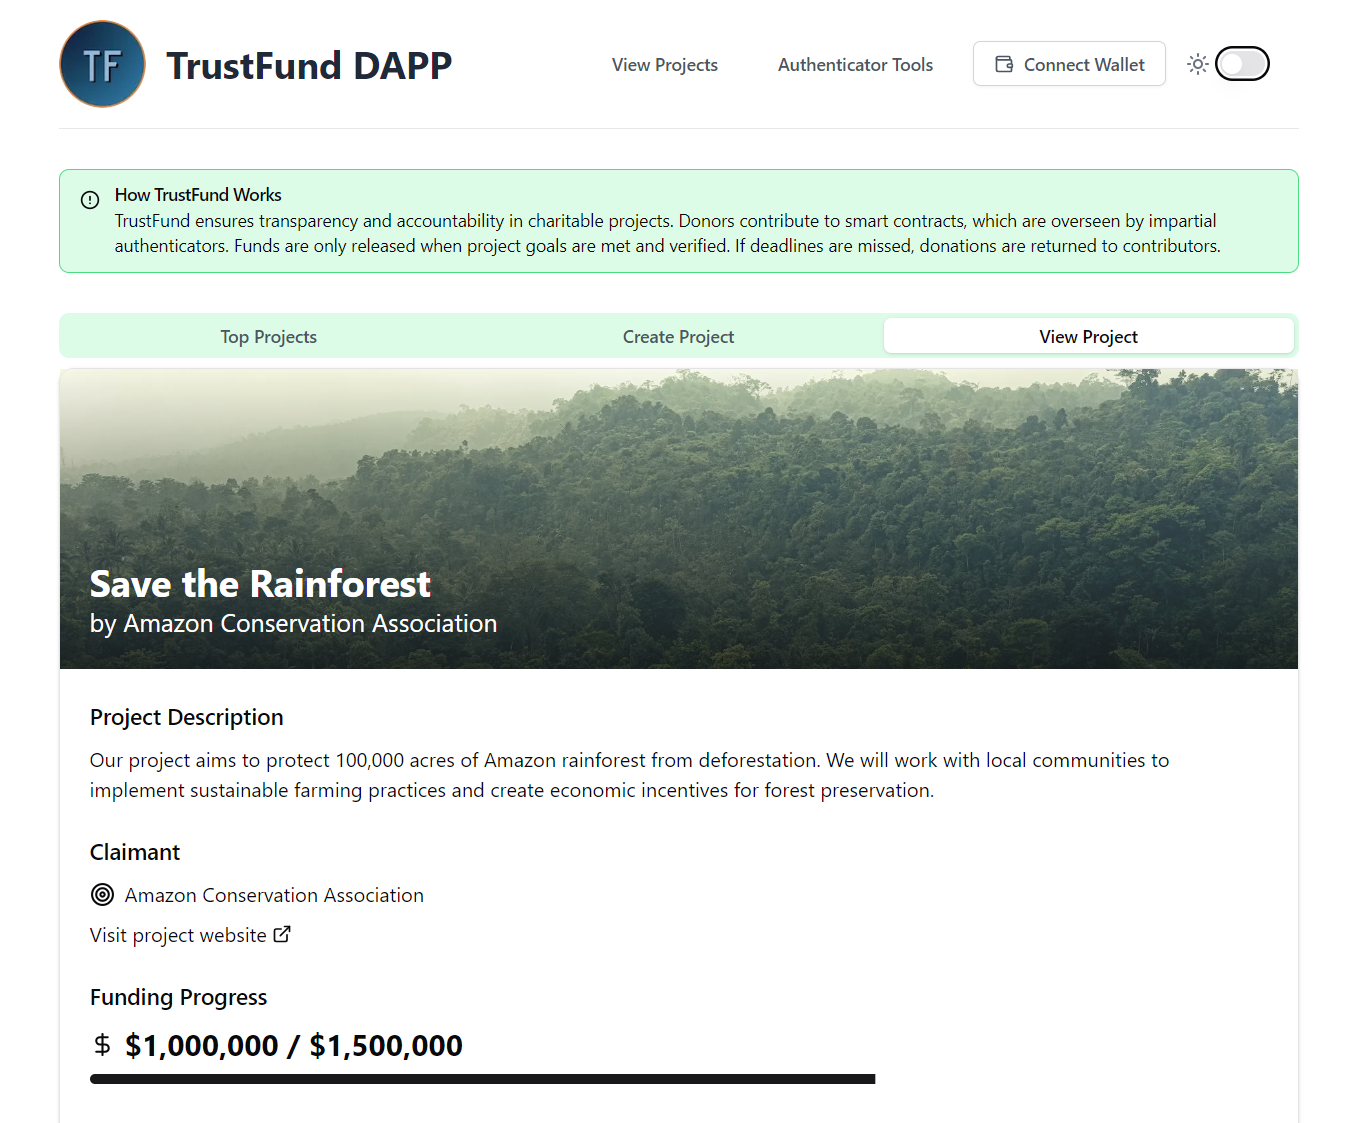 TF
TrustFund DAPP
View Projects
Authenticator Tools
Connect Wallet
How TrustFund Works
TrustFund ensures transparency and accountability in charitable projects. Donors contribute to smart contracts, which are overseen by impartial
authenticators. Funds are only released when project goals are met and verified. If deadlines are missed, donations are returned to contributors.
Top Projects
Create Project
View Project
Save the Rainforest
by Amazon Conservation Association
Project Description
Our project aims to protect 100,000 acres of Amazon rainforest from deforestation. We will work with local communities to
implement sustainable farming practices and create economic incentives for forest preservation.
Claimant
Amazon Conservation Association
Visit project website
Funding Progress
$ $1,000,000 / $1,500,000